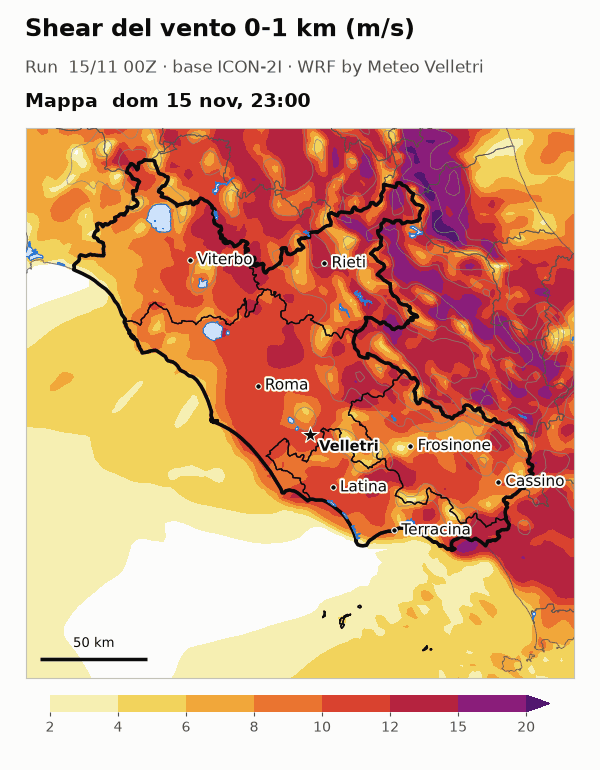 Shear del vento 0-1 km (m/s)
Run  15/11 00Z · base ICON-2I · WRF by Meteo Velletri
Mappa  dom 15 nov, 23:00
Viterbo
Rieti
Roma
Velletri
Frosinone
Cassino
Latina
Terracina
50 km
2 4 6 8 10 12 15 20